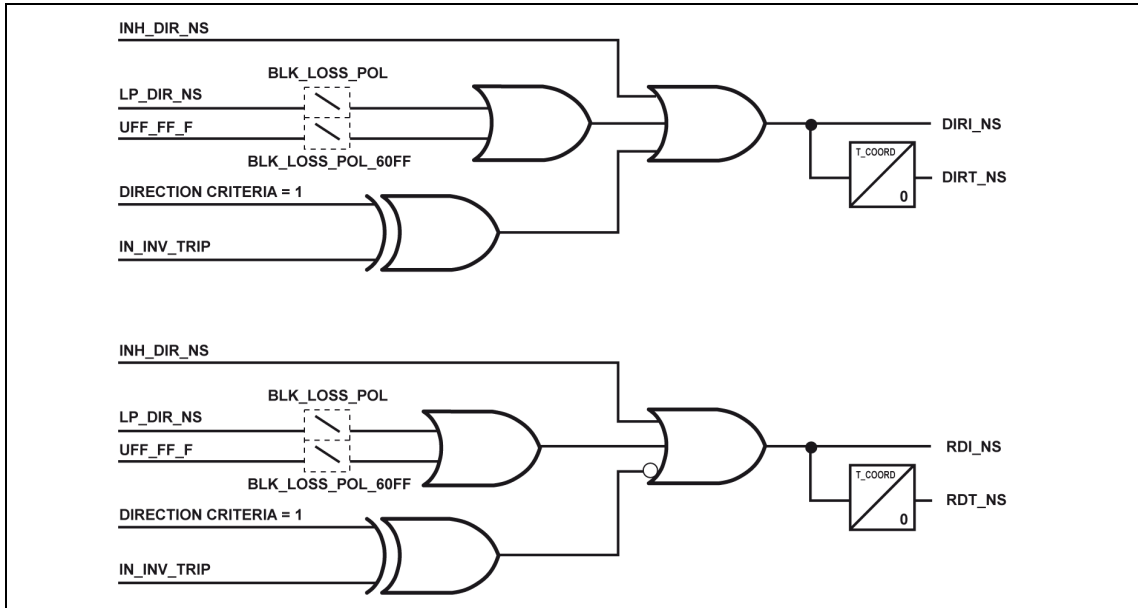 INH_DIR_NS
BLK_LOSS_POL
LP_DIR_NS
UFF_FF_F
BLK_LOSS_POL_60FF
DIRECTION CRITERIA = 1
IN_INV_TRIP
DIRI_NS
T_COORD
0
DIRT_NS
INH_DIR_NS
BLK_LOSS_POL
LP_DIR_NS
UFF_FF_F
BLK_LOSS_POL_60FF
DIRECTION CRITERIA = 1
IN_INV_TRIP
RDI_NS
T_COORD
0
RDT_NS